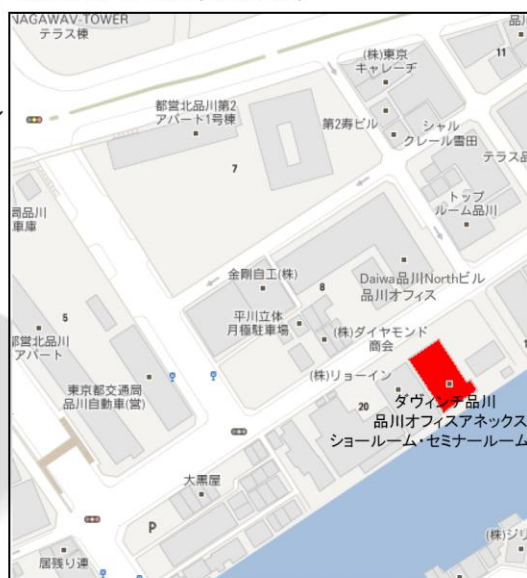 NAGAWAV-TOWER
テラス棟
品川
(株)東京
キャレーヂ
11
都営北品川第2
アパート1号棟
第2寿ビル
シャル
クレール雪田
テラス品
7
トップ
ルーム品川
局品川
車庫
金剛自工(株)
8
Daiwa品川Northビル
品川オフィス
平川立体
月極駐車場
5
(株)ダイヤモンド
商会
都営北品川
アパート
(株)リョーイン
東京都交通局
品川自動車(営)
20
ダヴィンチ品川
品川オフィスアネックス
ショールーム・セミナールーム
大黒屋
P
居残り連
(株)ジリ